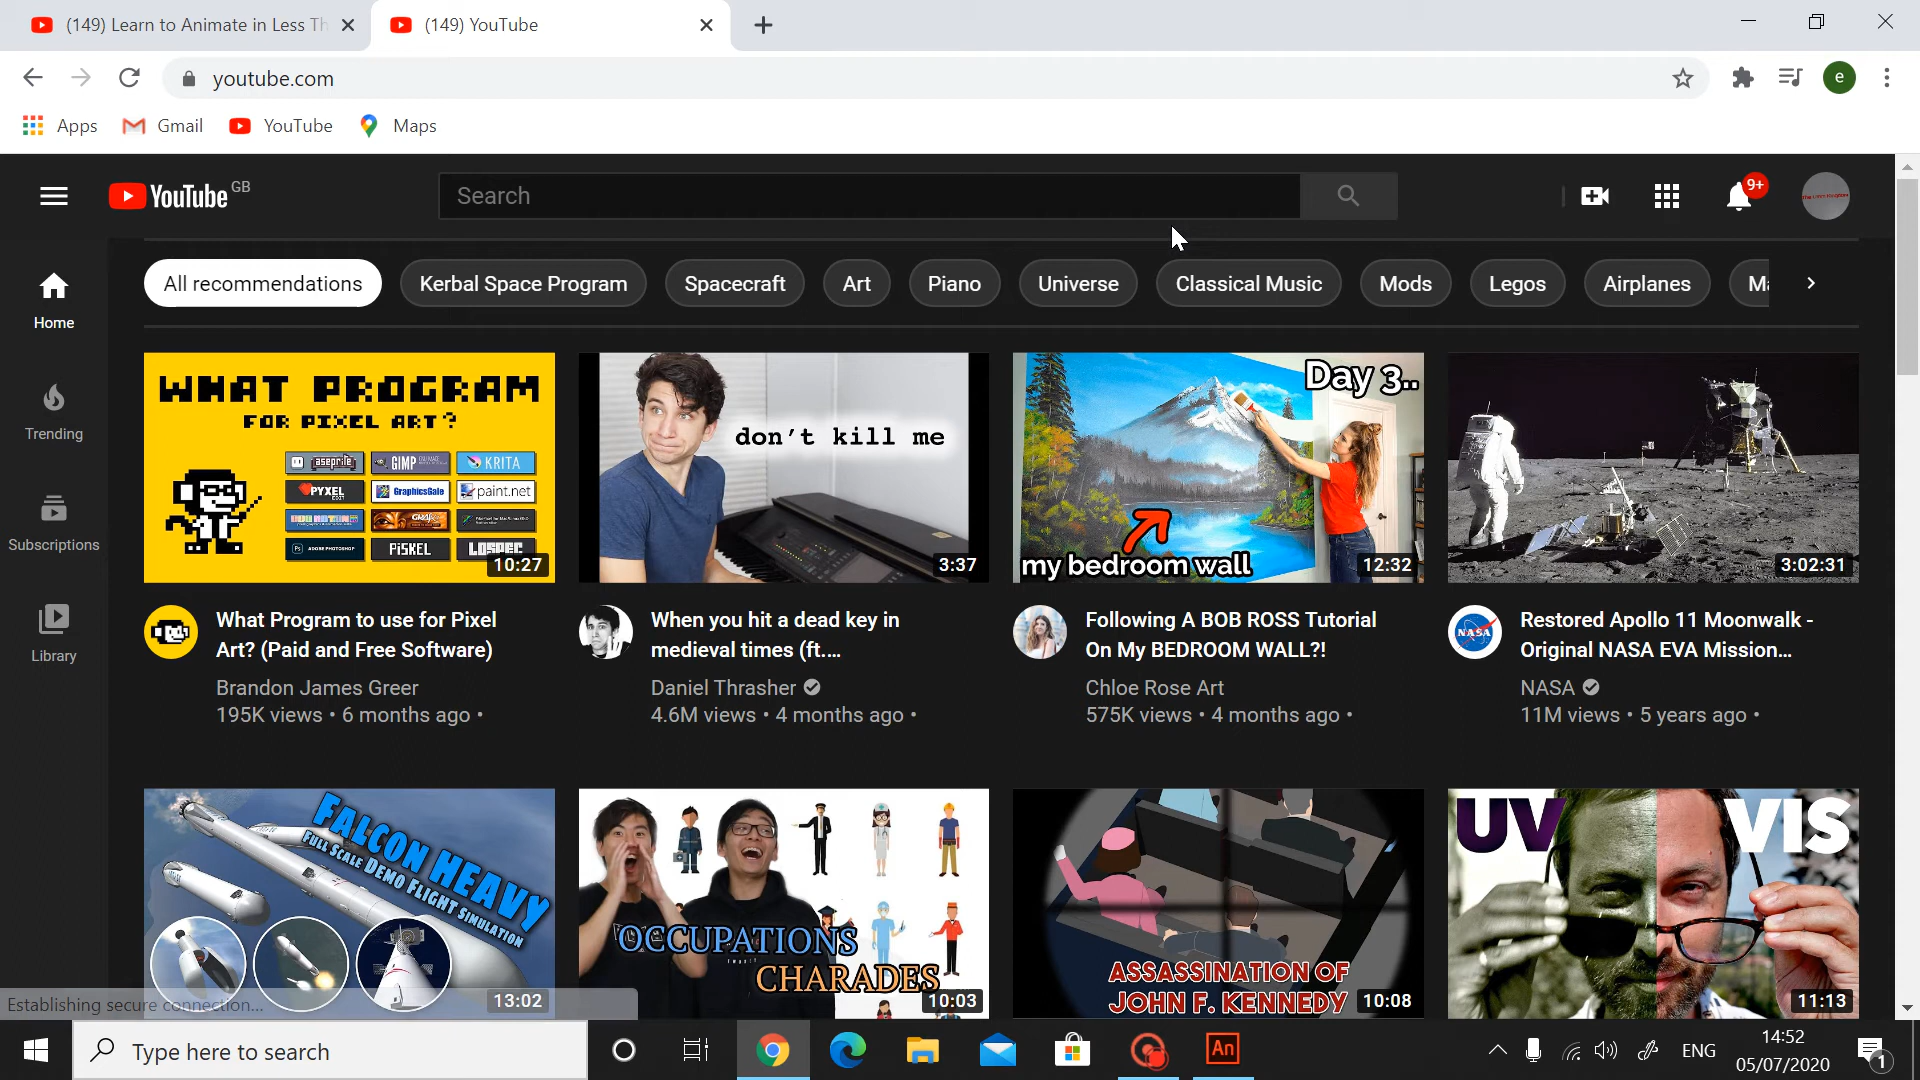 (149) Learn to Animate in Less Th
(149) YouTube
youtube.com
e
Apps
Gmail
YouTube
Maps
YouTube GB
Search
9+
All recommendations
Kerbal Space Program
Spacecraft
Art
Piano
Universe
Classical Music
Mods
Legos
Airplanes
Ma
Home
Trending
Subscriptions
Library
WHAT PROGRAM
FOR PIXEL ART?
aseprite
GIMP
KRITA
PYXEL
GraphicsGale
paint.net
ADOBE PHOTOSHOP
PISKEL
LOSPEC
10:27
don't kill me
3:37
Day 3..
my bedroom wall
12:32
3:02:31
What Program to use for Pixel
Art? (Paid and Free Software)
Brandon James Greer
195K views • 6 months ago •
When you hit a dead key in
medieval times (ft....
Daniel Thrasher
4.6M views • 4 months ago •
Following A BOB ROSS Tutorial
On My BEDROOM WALL?!
Chloe Rose Art
575K views • 4 months ago •
NASA
Restored Apollo 11 Moonwalk -
Original NASA EVA Mission...
NASA
11M views • 5 years ago •
FALCON HEAVY
FULL SCALE DEMO FLIGHT SIMULATION
13:02
OCCUPATIONS
CHARADES
10:03
ASSASSINATION OF
JOHN F. KENNEDY
10:08
UV
VIS
11:13
Establishing secure connection...
Type here to search
An
ENG
14:52
05/07/2020
1